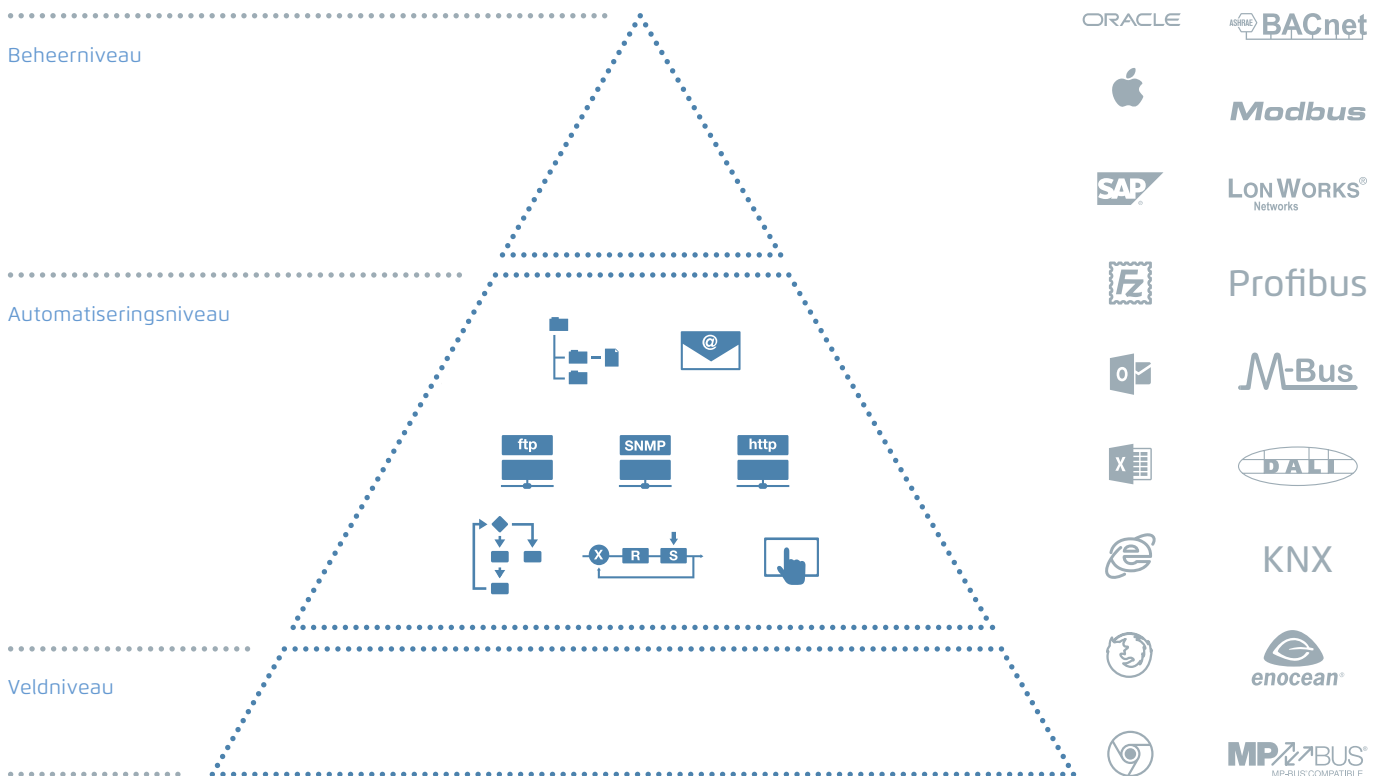 Beheerniveau
Automatiseringsniveau
@
ftp
SNMP
http
X
R
S
Veldniveau
ORACLE
ASHRAE BACnet
Modbus
SAP
®
LONWORKS®
Networks
Fz
Profibus
O
M-Bus
X
DALI
e
KNX
enocean®
MP BUS®
MP-BUS® COMPATIBLE